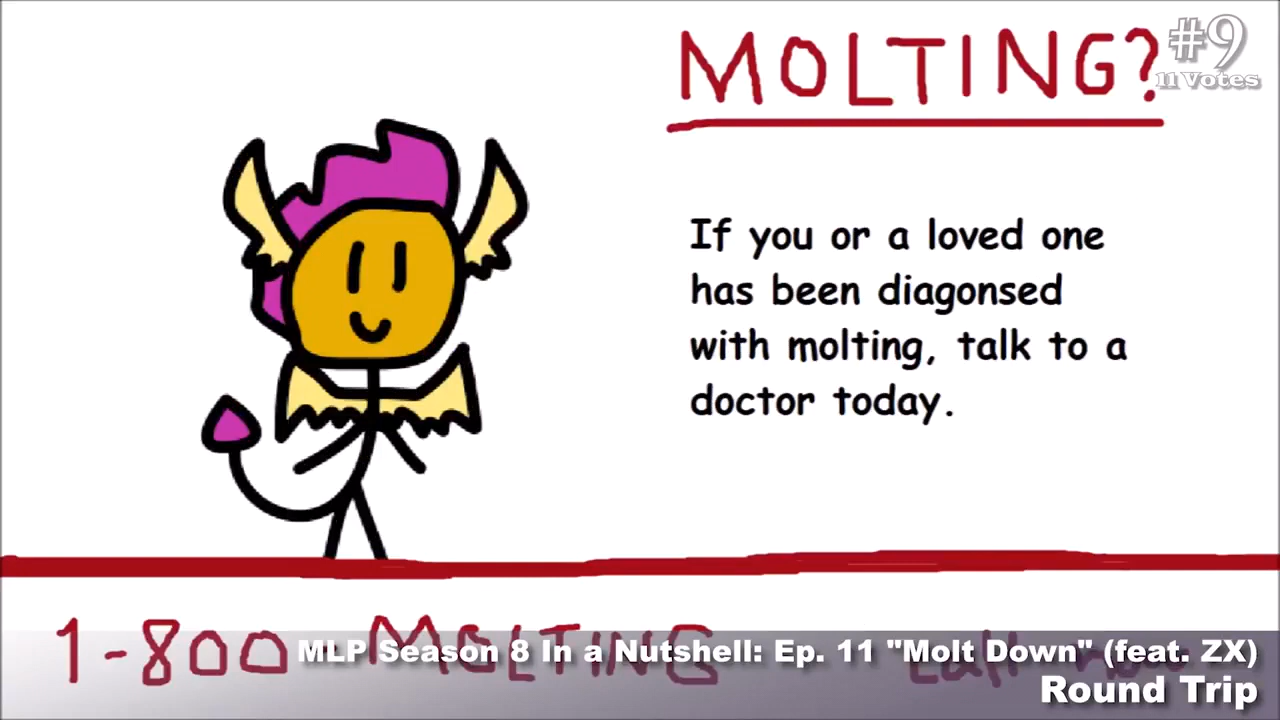 MOLTING?
#9
11 Votes
If you or a loved one
has been diagonsed
with molting, talk to a
doctor today.
1-800-MOLTING
MLP Season 8 In a Nutshell: Ep. 11 "Molt Down" (feat. ZX)
Round Trip